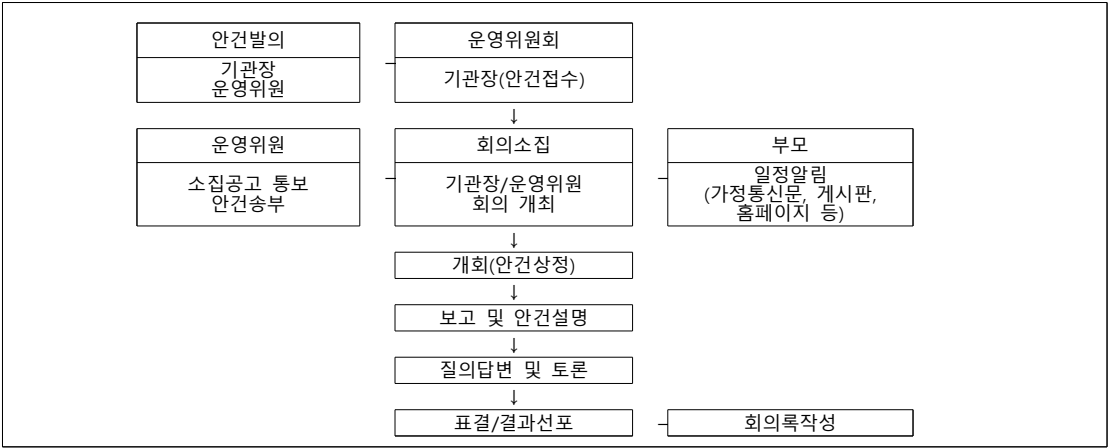 안건발의
기관장
운영위원
운영위원회
기관장(안건접수)
↓
운영위원
소집공고 통보
안건송부
회의소집
기관장/운영위원
회의 개최
부모
일정알림
(가정통신문, 게시판,
홈페이지 등)
↓
개회(안건상정)
↓
보고 및 안건설명
↓
질의답변 및 토론
↓
표결/결과선포
회의록작성